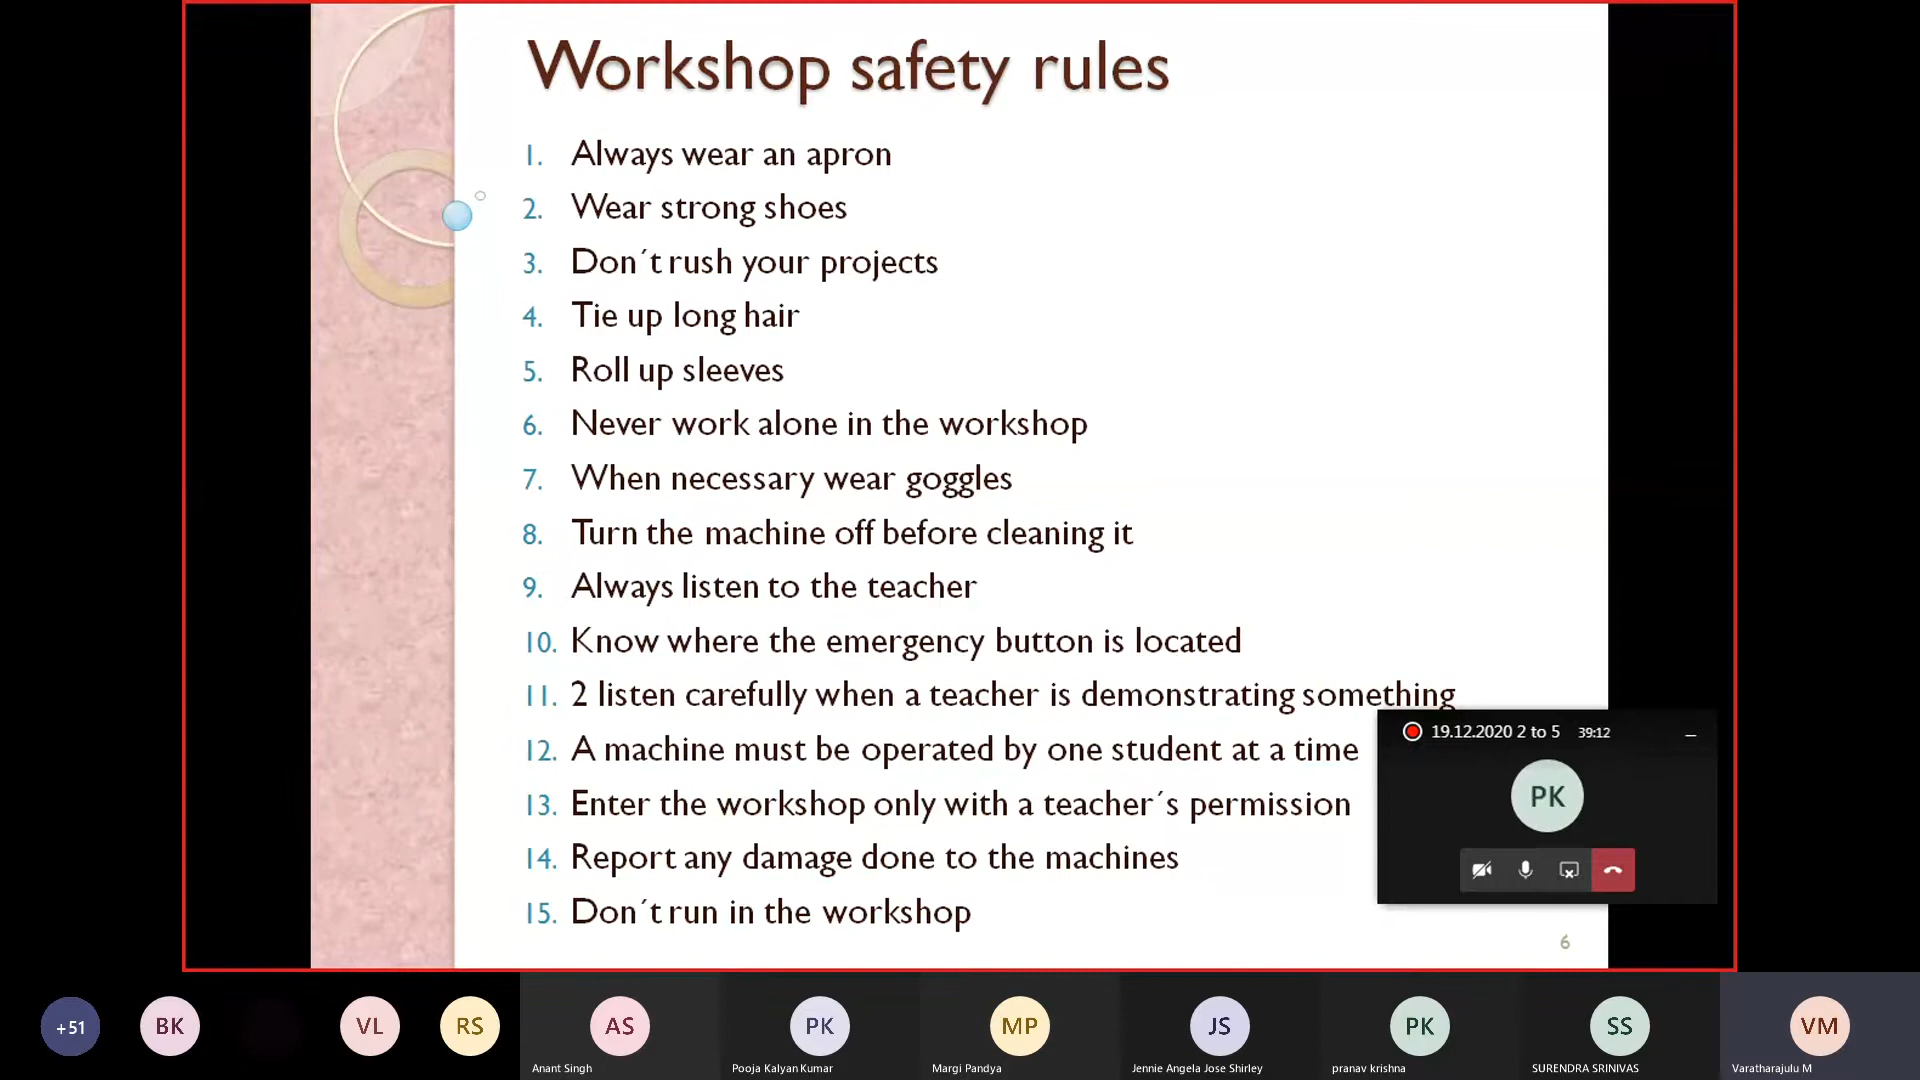 Workshop safety rules
1. Always wear an apron
2. Wear strong shoes
3. Don´t rush your projects
4. Tie up long hair
5. Roll up sleeves
6. Never work alone in the workshop
7. When necessary wear goggles
8. Turn the machine off before cleaning it
9. Always listen to the teacher
10. Know where the emergency button is located
11. 2 listen carefully when a teacher is demonstrating something
12. A machine must be operated by one student at a time
13. Enter the workshop only with a teacher´s permission
14. Report any damage done to the machines
15. Don´t run in the workshop
19.12.2020 2 to 5 39:12
PK
6
+51 BK VL RS AS PK MP JS PK SS VM
Anant Singh Pooja Kalyan Kumar Margi Pandya Jennie Angela Jose Shirley pranav krishna SURENDRA SRINIVAS Varatharajulu M